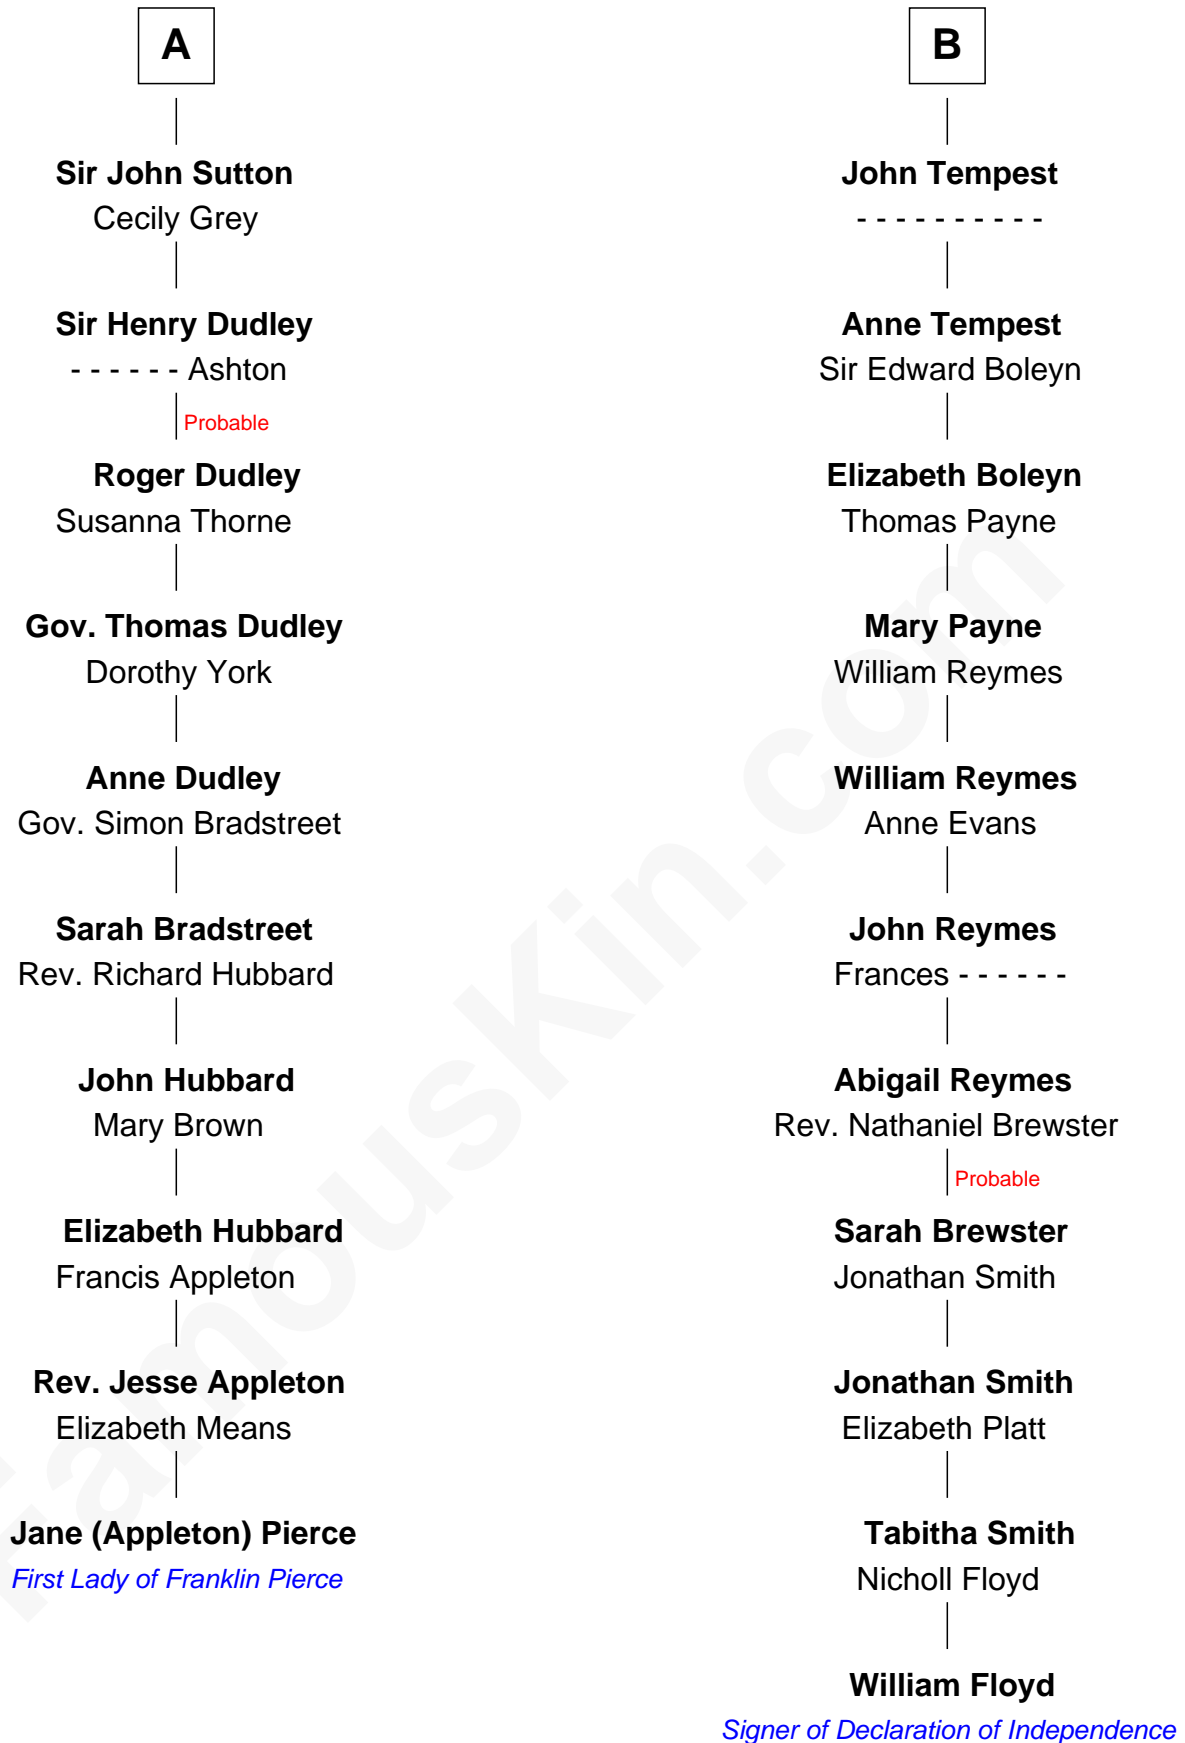 A
Sir John Sutton
Cecily Grey
Sir Henry Dudley
- - - - - - Ashton
Probable
Roger Dudley
Susanna Thorne
Gov. Thomas Dudley
Dorothy York
Anne Dudley
Gov. Simon Bradstreet
Sarah Bradstreet
Rev. Richard Hubbard
John Hubbard
Mary Brown
Elizabeth Hubbard
Francis Appleton
Rev. Jesse Appleton
Elizabeth Means
Jane (Appleton) Pierce
First Lady of Franklin Pierce
B
John Tempest
- - - - - - - - - -
Anne Tempest
Sir Edward Boleyn
Elizabeth Boleyn
Thomas Payne
Mary Payne
William Reymes
William Reymes
Anne Evans
John Reymes
Frances - - - - - -
Abigail Reymes
Rev. Nathaniel Brewster
Probable
Sarah Brewster
Jonathan Smith
Jonathan Smith
Elizabeth Platt
Tabitha Smith
Nicholl Floyd
William Floyd
Signer of Declaration of Independence
FamousKin.com